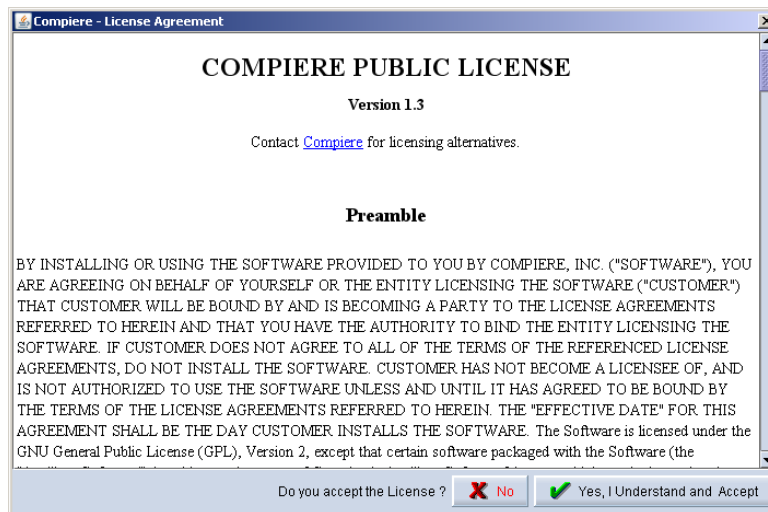 Compiere - License Agreement
COMPIERE PUBLIC LICENSE
Version 1.3
Contact Compiere for licensing alternatives.
Preamble
BY INSTALLING OR USING THE SOFTWARE PROVIDED TO YOU BY COMPIERE, INC. ("SOFTWARE"), YOU
ARE AGREEING ON BEHALF OF YOURSELF OR THE ENTITY LICENSING THE SOFTWARE ("CUSTOMER")
THAT CUSTOMER WILL BE BOUND BY AND IS BECOMING A PARTY TO THE LICENSE AGREEMENTS
REFERRED TO HEREIN AND THAT YOU HAVE THE AUTHORITY TO BIND THE ENTITY LICENSING THE
SOFTWARE. IF CUSTOMER DOES NOT AGREE TO ALL OF THE TERMS OF THE REFERENCED LICENSE
AGREEMENTS, DO NOT INSTALL THE SOFTWARE. CUSTOMER HAS NOT BECOME A LICENSEE OF, AND
IS NOT AUTHORIZED TO USE THE SOFTWARE UNLESS AND UNTIL IT HAS AGREED TO BE BOUND BY
THE TERMS OF THE LICENSE AGREEMENTS REFERRED TO HEREIN. THE "EFFECTIVE DATE" FOR THIS
AGREEMENT SHALL BE THE DAY CUSTOMER INSTALLS THE SOFTWARE. The Software is licensed under the
GNU General Public License (GPL), Version 2, except that certain software packaged with the Software (the
Do you accept the License ? No Yes, I Understand and Accept